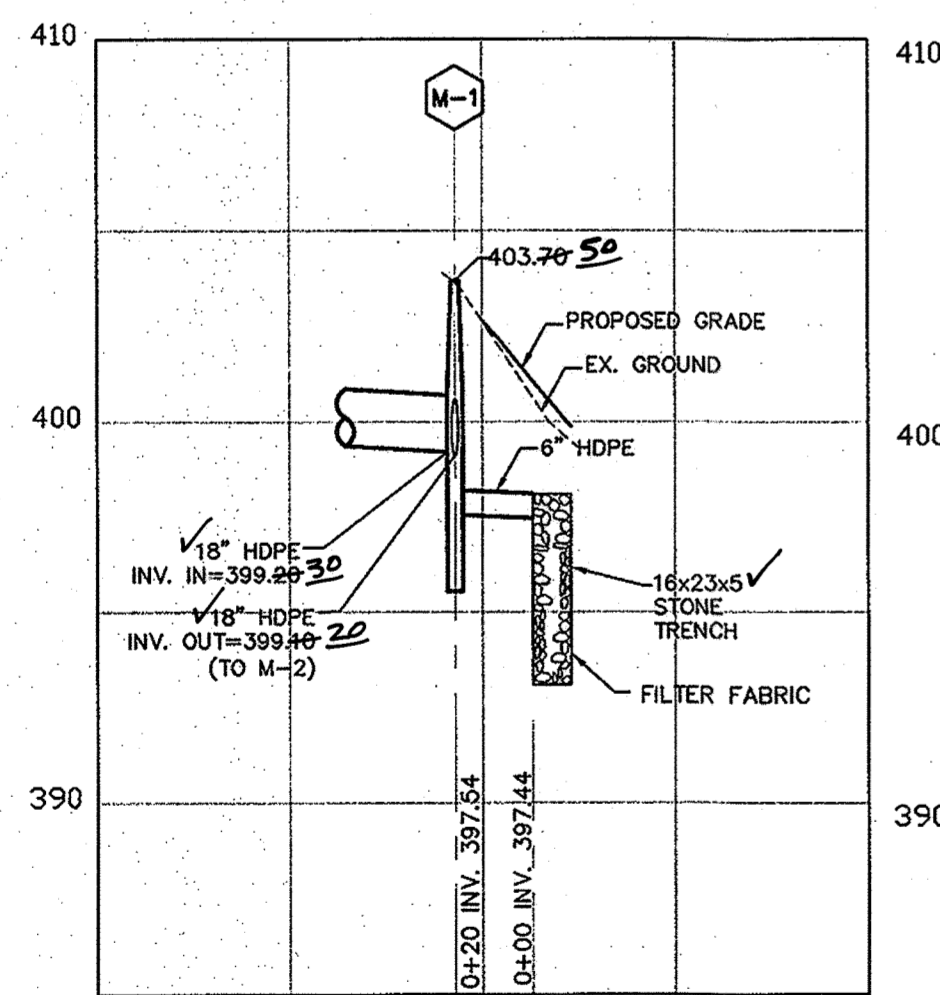 410
410
M-1
403.70 50
PROPOSED GRADE
EX. GROUND
400
400
6" HDPE
✓ 18" HDPE
INV. IN=399.20 30
✓ 18" HDPE
INV. OUT=399.10 20
(TO M-2)
16x23x5 ✓
STONE
TRENCH
FILTER FABRIC
390
390
0+20 INV. 397.54
0+00 INV. 397.44